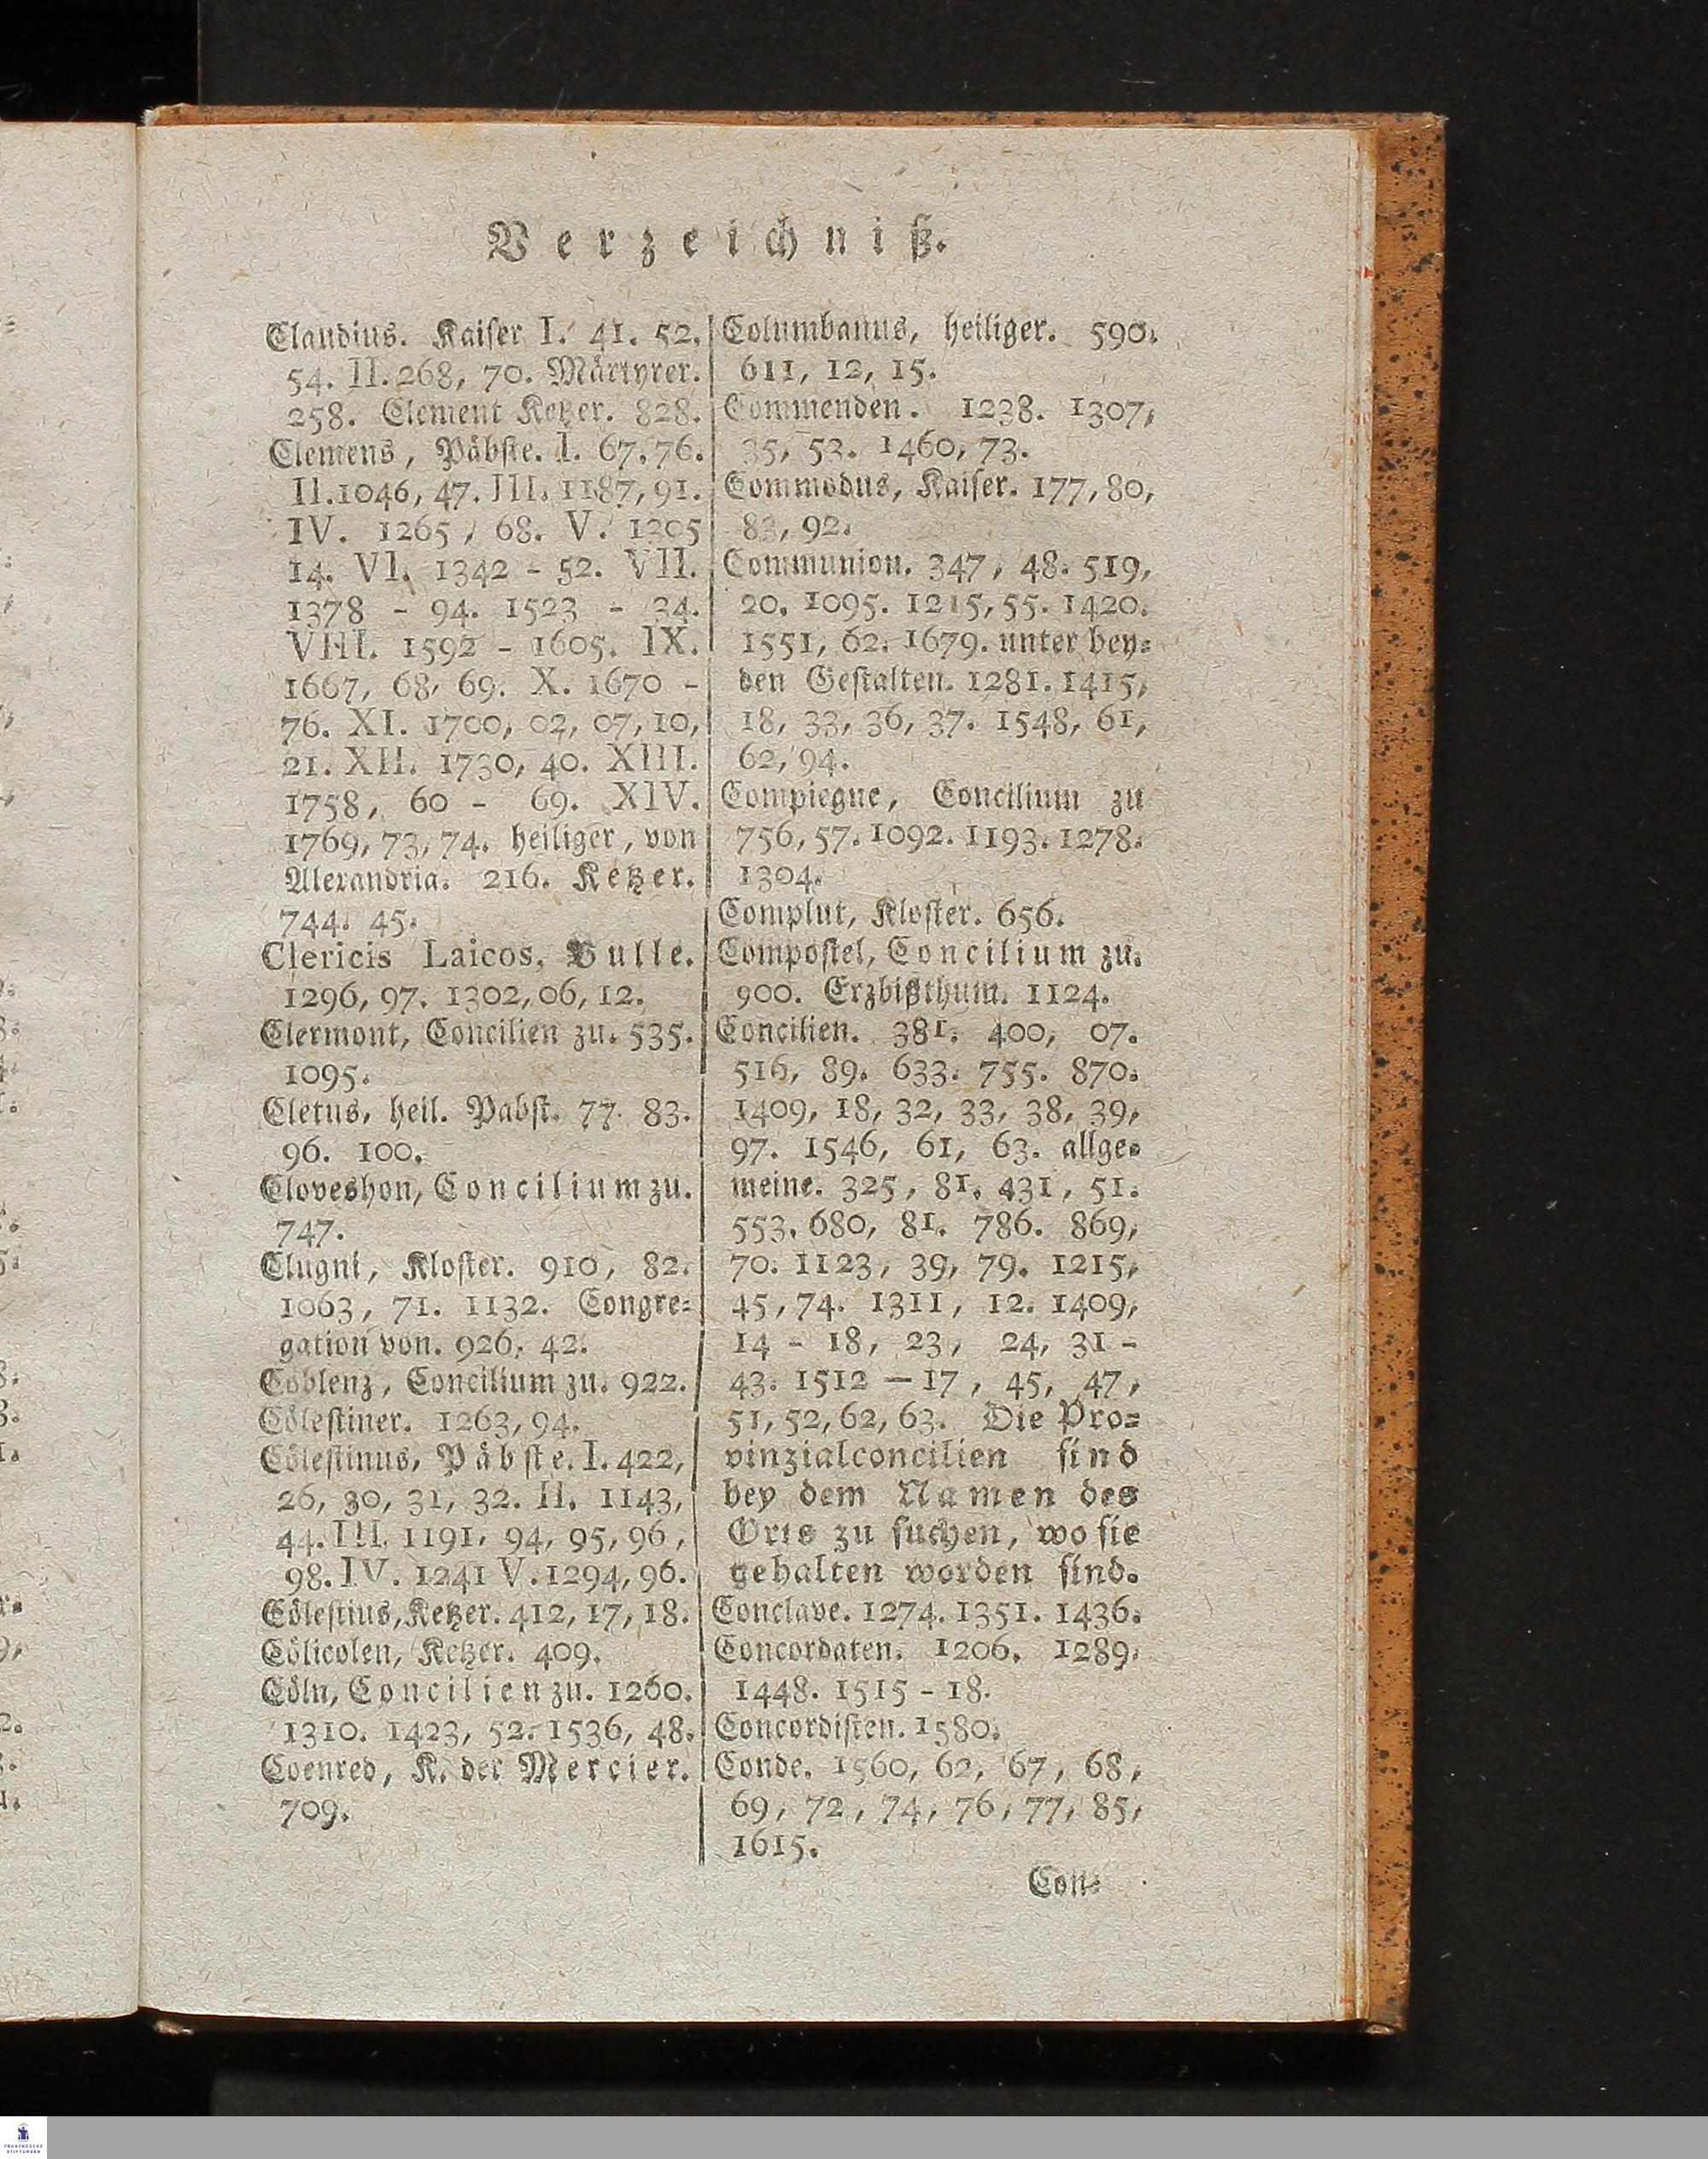 Verzeichniß.
Claudius. Kaiser I. 41. 52.
54. II. 268, 70. Märtyrer.
258. Clement Ketzer. 828.
Clemens, Päbste. I. 67. 76.
II. 1046, 47. III. 1187, 91.
IV. 1265, 68. V. 1305
14. VI. 1342 - 52. VII.
1378 - 94. 1523 - 34.
VIII. 1592 - 1605. IX.
1667, 68, 69. X. 1670 -
76. XI. 1700, 02, 07, 10,
21. XII. 1730, 40. XIII.
1758, 60 - 69. XIV.
1769, 73, 74. heiliger, von
Alexandria. 216. Ketzer.
744. 45.
Clericis Laicos, Bulle.
1296, 97. 1302, 06, 12.
Clermont, Concilien zu. 535.
1095.
Cletus, heil. Pabst. 77. 83.
96. 100.
Cloveshon, Concilium zu.
747.
Clugni, Kloster. 910, 82.
1063, 71. 1132. Congre-
gation von. 926, 42.
Coblenz, Concilium zu. 922.
Cölestiner. 1263, 94.
Cölestinus, Päbste. I. 422,
26, 30, 31, 32. II. 1143,
44. III. 1191, 94, 95, 96,
98. IV. 1241 V. 1294, 96.
Cölestius, Ketzer. 412, 17, 18.
Cölicolen, Ketzer. 409.
Cöln, Concilien zu. 1260.
1310. 1423, 52. 1536, 48.
Coenred, K. der Mercier.
709.
Columbanus, heiliger. 590.
611, 12, 15.
Commenden. 1238. 1307,
35, 53. 1460, 73.
Commodus, Kaiser. 177, 80,
83, 92.
Communion. 347, 48. 519,
20. 1095. 1215, 55. 1420.
1551, 62. 1679. unter bey-
den Gestalten. 1281. 1415,
18, 33, 36, 37. 1548, 61,
62, 94.
Compiegne, Concilium zu
756, 57. 1092. 1193. 1278.
1304.
Complut, Kloster. 656.
Compostel, Concilium zu.
900. Erzbißthum. 1124.
Concilien. 381. 400, 07.
516, 89. 633. 755. 870.
1409, 18, 32, 33, 38, 39,
97. 1546, 61, 63. allge-
meine. 325, 81. 431, 51.
553. 680, 81. 786. 869,
70. 1123, 39, 79. 1215,
45, 74. 1311, 12. 1409,
14 - 18, 23, 24, 31 -
43. 1512 — 17, 45, 47,
51, 52, 62, 63. Die Pro-
vinzialconcilien sind
bey dem Namen des
Orts zu suchen, wo sie
gehalten worden sind.
Conclave. 1274. 1351. 1436.
Concordaten. 1206. 1289.
1448. 1515 - 18.
Concordisten. 1580.
Conde. 1560, 62, 67, 68,
69, 72, 74, 76, 77, 85,
1615.
Con-
FRANCKESCHE
STIFTUNGEN